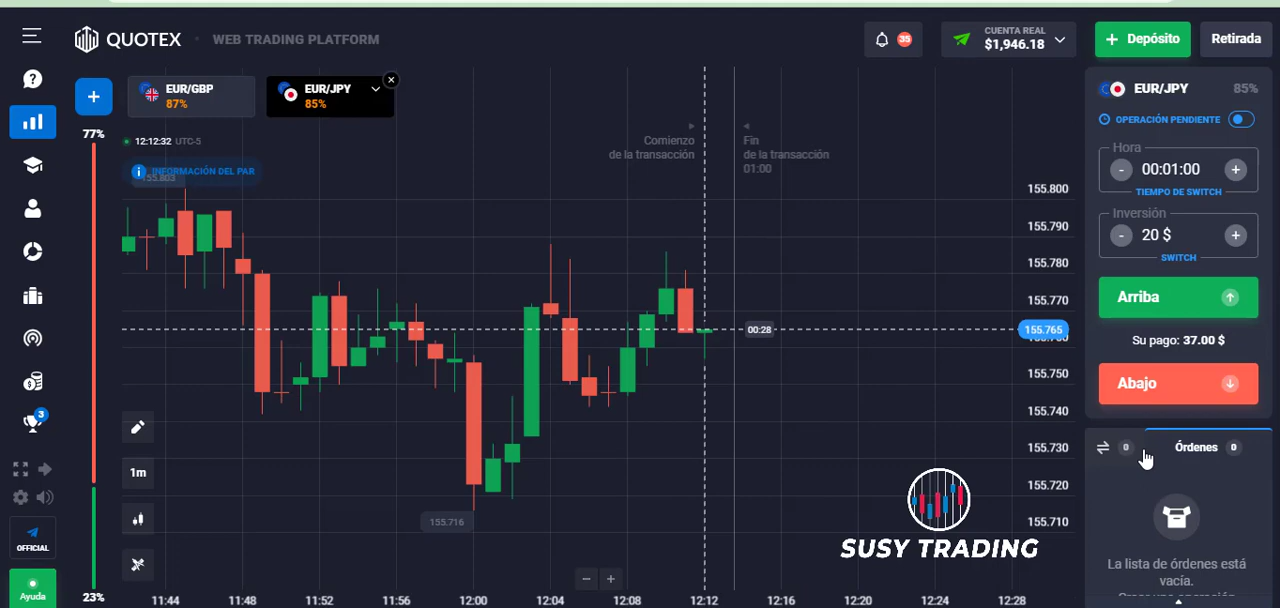 QUOTEX
WEB TRADING PLATFORM
35
CUENTA REAL
$1,946.18
+ Depósito
Retirada
+
EUR/GBP
87%
EUR/JPY
85%
77%
12:12:32 UTC-5
INFORMACIÓN DEL PAR
155.803
Comienzo
de la transacción
Fin
de la transacción
01:00
155.800
155.790
155.780
155.770
155.765
155.760
155.750
155.740
155.730
155.720
155.710
00:28
155.716
1m
3
OFFICIAL
Ayuda
23%
11:44
11:48
11:52
11:56
12:00
12:04
12:08
12:12
12:16
12:20
12:24
12:28
SUSY TRADING
EUR/JPY
85%
OPERACIÓN PENDIENTE
Hora
- 00:01:00 +
TIEMPO DE SWITCH
Inversión
- 20 $ +
SWITCH
Arriba
Su pago: 37.00 $
Abajo
0
Órdenes 0
La lista de órdenes está
vacía.